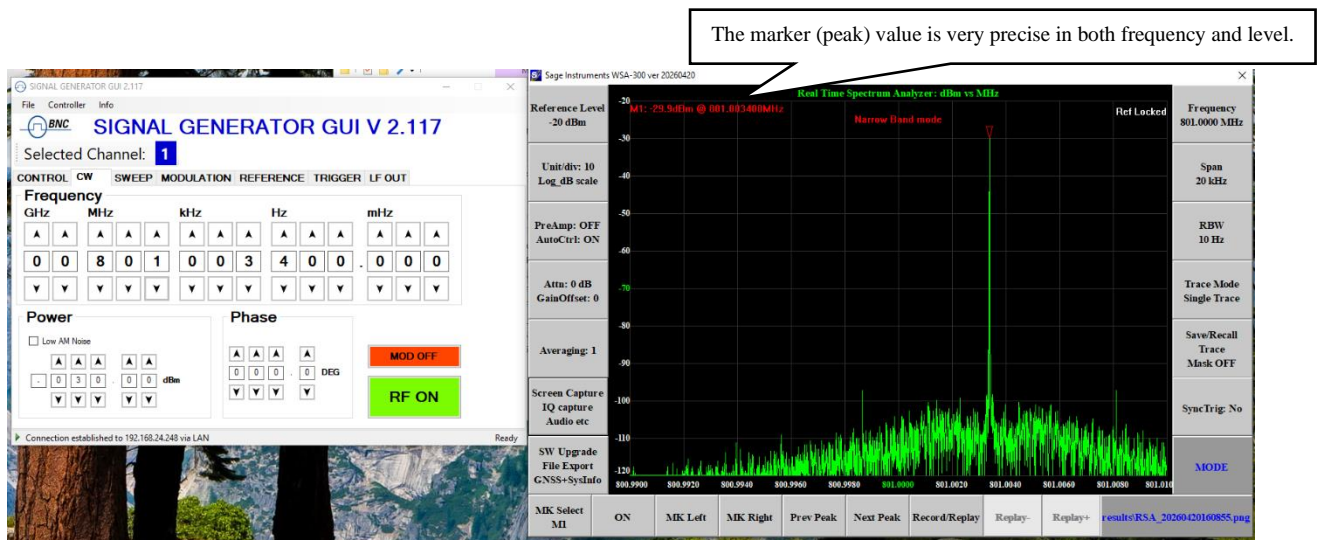 The marker (peak) value is very precise in both frequency and level.
SIGNAL GENERATOR GUI 2.117
File Controller Info
BNC SIGNAL GENERATOR GUI V 2.117
Selected Channel: 1
CONTROL CW SWEEP MODULATION REFERENCE TRIGGER LF OUT
Frequency
GHz MHz kHz Hz mHz
0 0 8 0 1 0 0 3 4 0 0 . 0 0 0
Power
Low AM Noise
- 0 3 0 . 0 0 dBm
Phase
0 0 0 . 0 DEG
MOD OFF
RF ON
Connection established to 192.168.24.248 via LAN Ready
Sage Instruments WSA-300 ver 20260420
Real Time Spectrum Analyzer: dBm vs MHz
M1: -29.9dBm @ 801.003400MHz
Narrow Band mode
Ref Locked
Reference Level
-20 dBm
Unit/div: 10
Log_dB scale
PreAmp: OFF
AutoCtrl: ON
Attn: 0 dB
GainOffset: 0
Averaging: 1
Screen Capture
IQ capture
Audio etc
SW Upgrade
File Export
GNSS+SysInfo
-20
-30
-40
-50
-60
-70
-80
-90
-100
-110
-120
800.9900 800.9920 800.9940 800.9960 800.9980 801.0000 801.0020 801.0040 801.0060 801.0080 801.010
Frequency
801.0000 MHz
Span
20 kHz
RBW
10 Hz
Trace Mode
Single Trace
Save/Recall
Trace
Mask OFF
SyncTrig: No
MODE
MK Select
M1
ON MK Left MK Right Prev Peak Next Peak Record/Replay Replay- Replay+ results\RSA_20260420160855.png